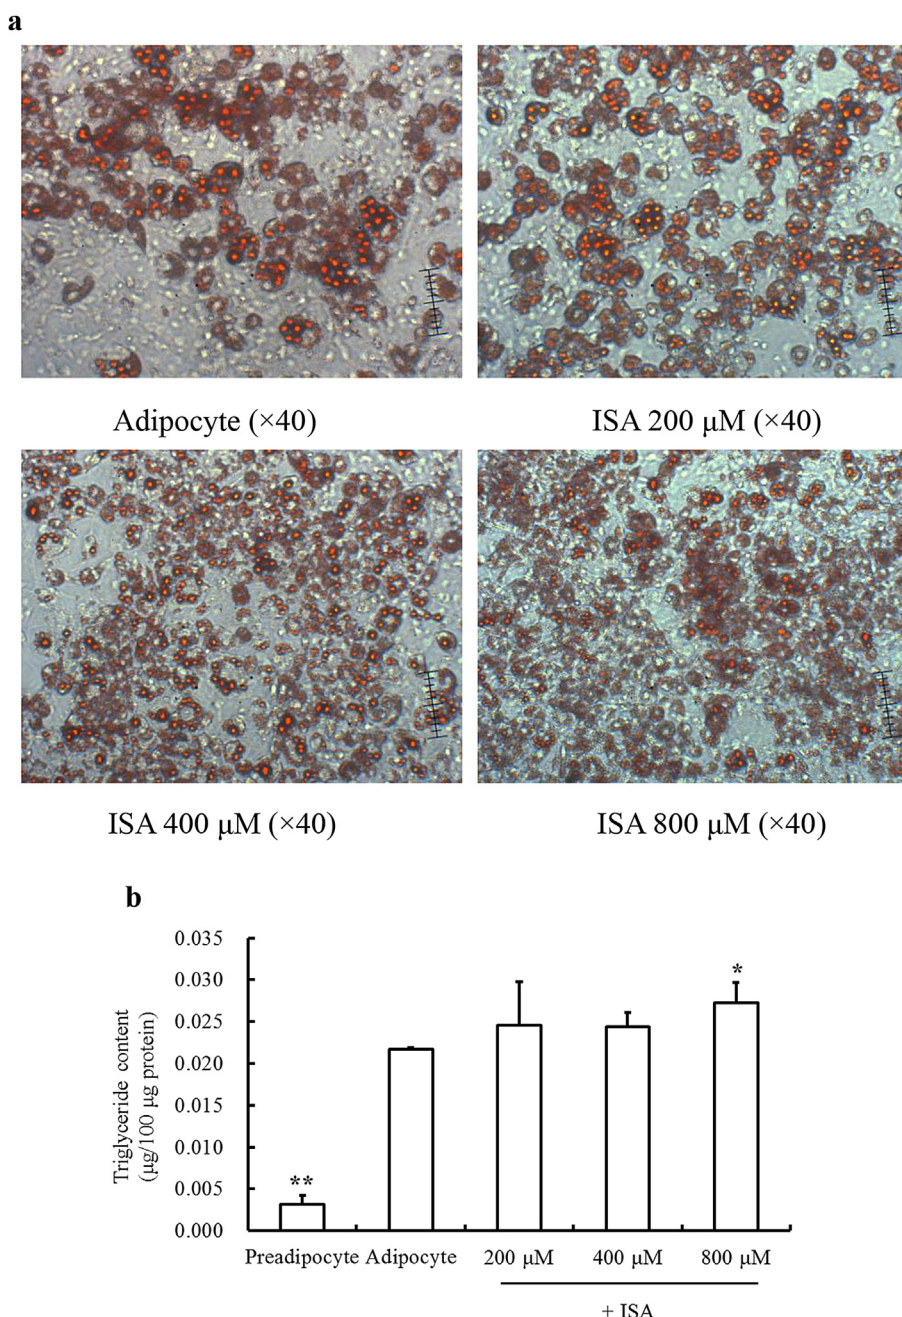 a
Adipocyte (×40)
ISA 200 μM (×40)
ISA 400 μM (×40)
ISA 800 μM (×40)
b
Triglyceride content
(μg/100 μg protein)
0.035
0.030
0.025
0.020
0.015
0.010
0.005
0.000
**
*
Preadipocyte Adipocyte 200 μM 400 μM 800 μM
+ ISA